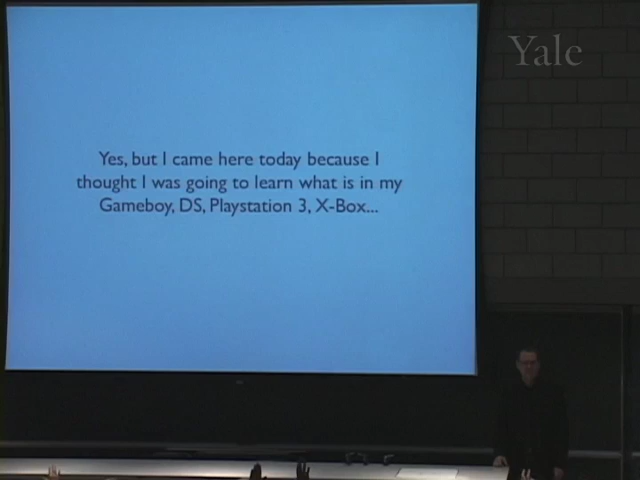 Yale
Yes, but I came here today because I
thought I was going to learn what is in my
Gameboy, DS, Playstation 3, X-Box...